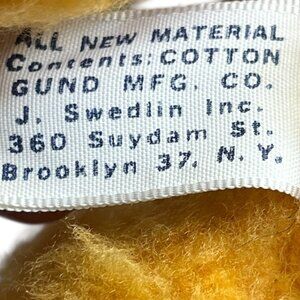 ALL NEW MATERIAL
Contents: COTTON
GUND MFG. CO.
J. Swedlin Inc.
360 Suydam St.
Brooklyn 37, N. Y.